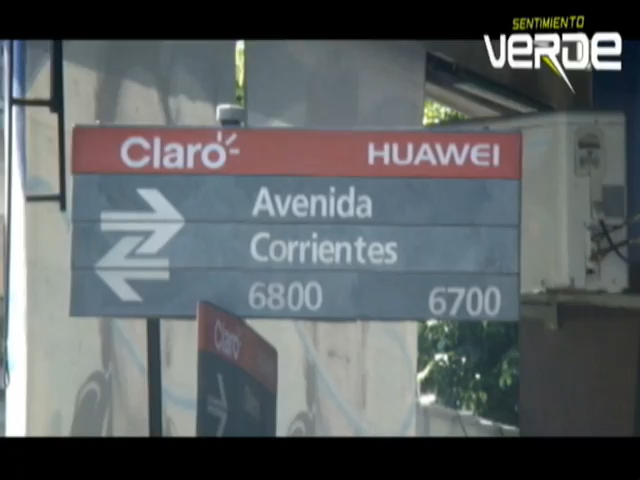 SENTIMIENTO
VERDE
Claro HUAWEI
Avenida
Corrientes
6800 6700
Claro